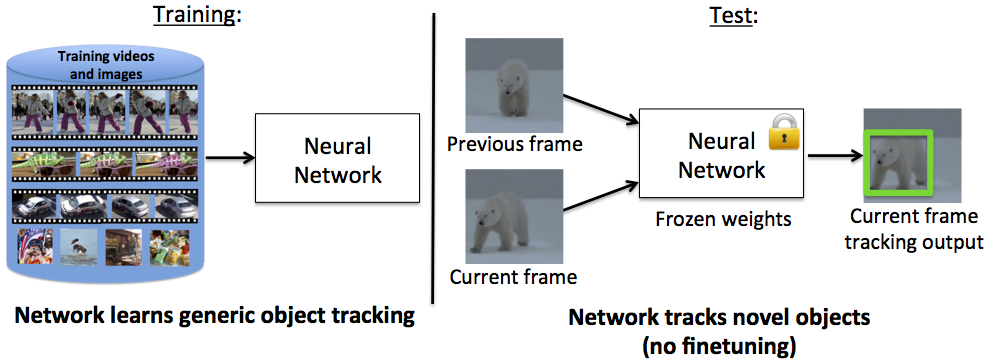 Training:
Training videos
and images
Neural
Network
Network learns generic object tracking
Test:
Previous frame
Current frame
Neural
Network
Frozen weights
Current frame
tracking output
Network tracks novel objects
(no finetuning)